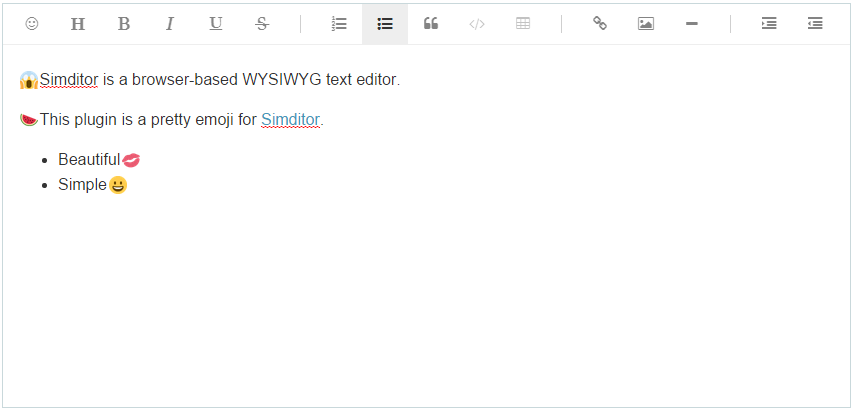 H B I U S
😱Simditor is a browser-based WYSIWYG text editor.
🍉This plugin is a pretty emoji for Simditor.
• Beautiful💋
• Simple😀